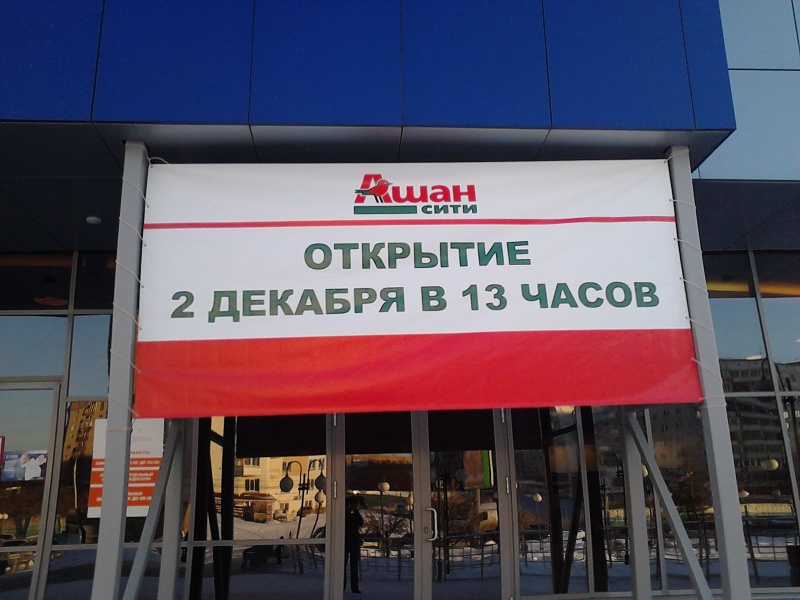 Ашан
СИТИ
ОТКРЫТИЕ
2 ДЕКАБРЯ В 13 ЧАСОВ